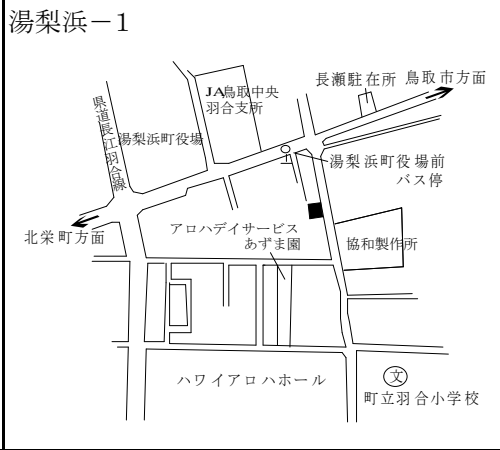 湯梨浜－1
長瀬駐在所
鳥取市方面
JA鳥取中央
羽合支所
県道長江羽合線
湯梨浜町役場
湯梨浜町役場前
バス停
北栄町方面
アロハデイサービス
あずま園
協和製作所
ハワイアロハホール
文
町立羽合小学校